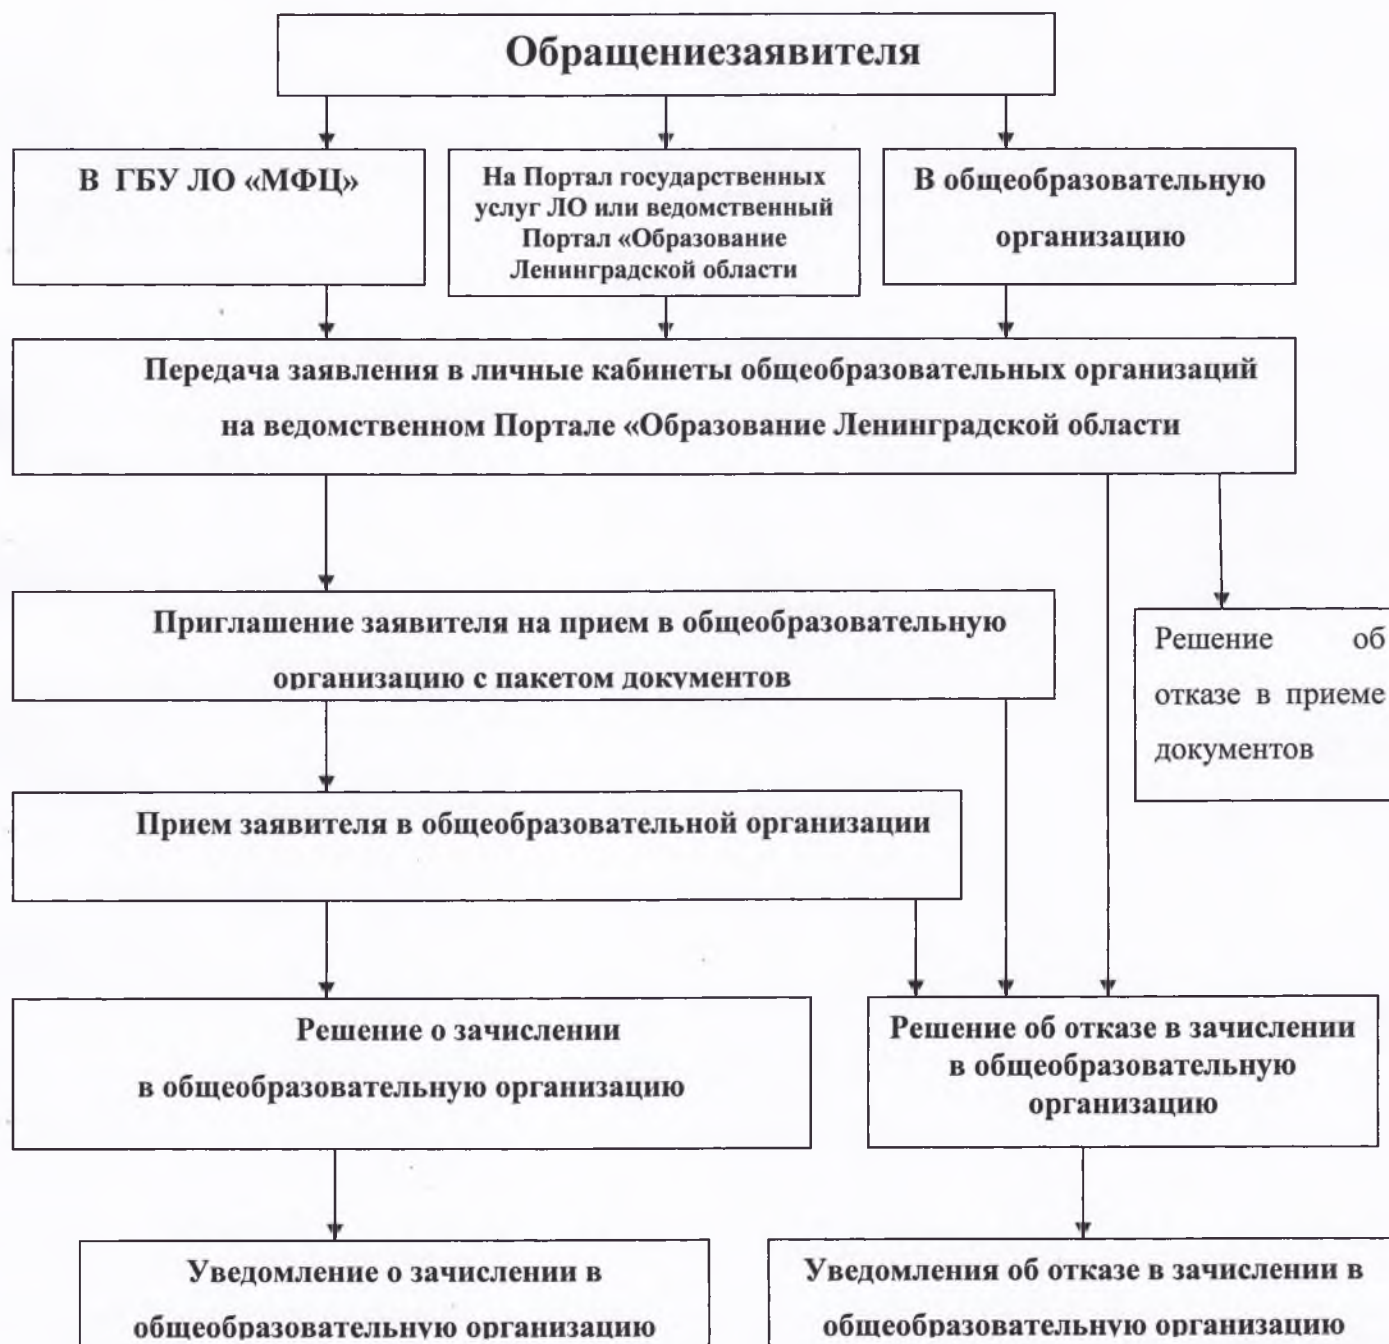 Обращениезаявителя
В ГБУ ЛО «МФЦ»
На Портал государственных
услуг ЛО или ведомственный
Портал «Образование
Ленинградской области
В общеобразовательную
организацию
Передача заявления в личные кабинеты общеобразовательных организаций
на ведомственном Портале «Образование Ленинградской области
Приглашение заявителя на прием в общеобразовательную
организацию с пакетом документов
Решение об
отказе в приеме
документов
Прием заявителя в общеобразовательной организации
Решение о зачислении
в общеобразовательную организацию
Решение об отказе в зачислении
в общеобразовательную
организацию
Уведомление о зачислении в
общеобразовательную организацию
Уведомления об отказе в зачислении в
общеобразовательную организацию